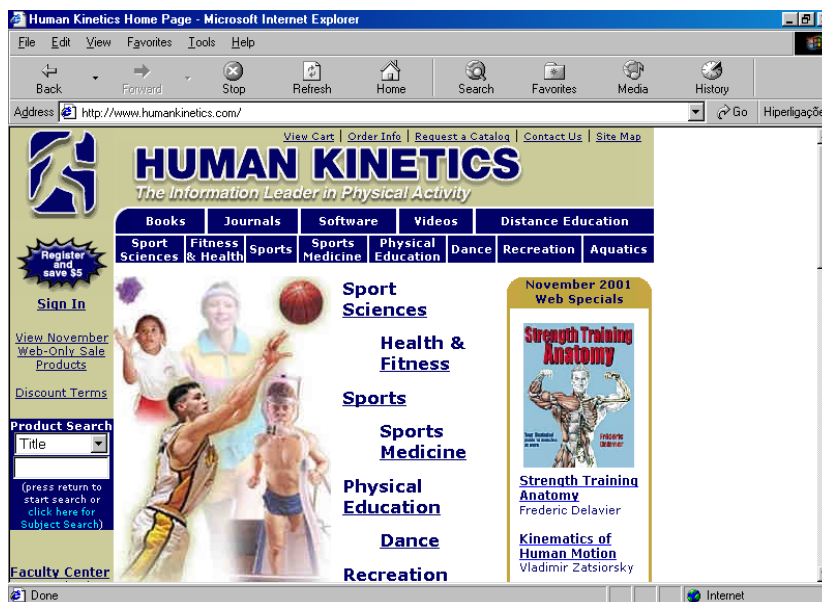 Human Kinetics Home Page - Microsoft Internet Explorer
File Edit View Favorites Tools Help
Back Forward Stop Refresh Home Search Favorites Media History
Address http://www.humankinetics.com/ Go Hiperligaçõe
View Cart | Order Info | Request a Catalog | Contact Us | Site Map
HUMAN KINETICS
The Information Leader in Physical Activity
Books Journals Software Videos Distance Education
Sport Sciences Fitness & Health Sports Sports Medicine Physical Education Dance Recreation Aquatics
Register
and
save $5
Sign In
View November
Web-Only Sale
Products
Discount Terms
Product Search
Title
(press return to
start search or
click here for
Subject Search)
Faculty Center
Sport
Sciences
Health &
Fitness
Sports
Sports
Medicine
Physical
Education
Dance
Recreation
November 2001
Web Specials
Strength Training
Anatomy
Frederic
Delavier
Strength Training
Anatomy
Frederic Delavier
Kinematics of
Human Motion
Vladimir Zatsiorsky
Done Internet